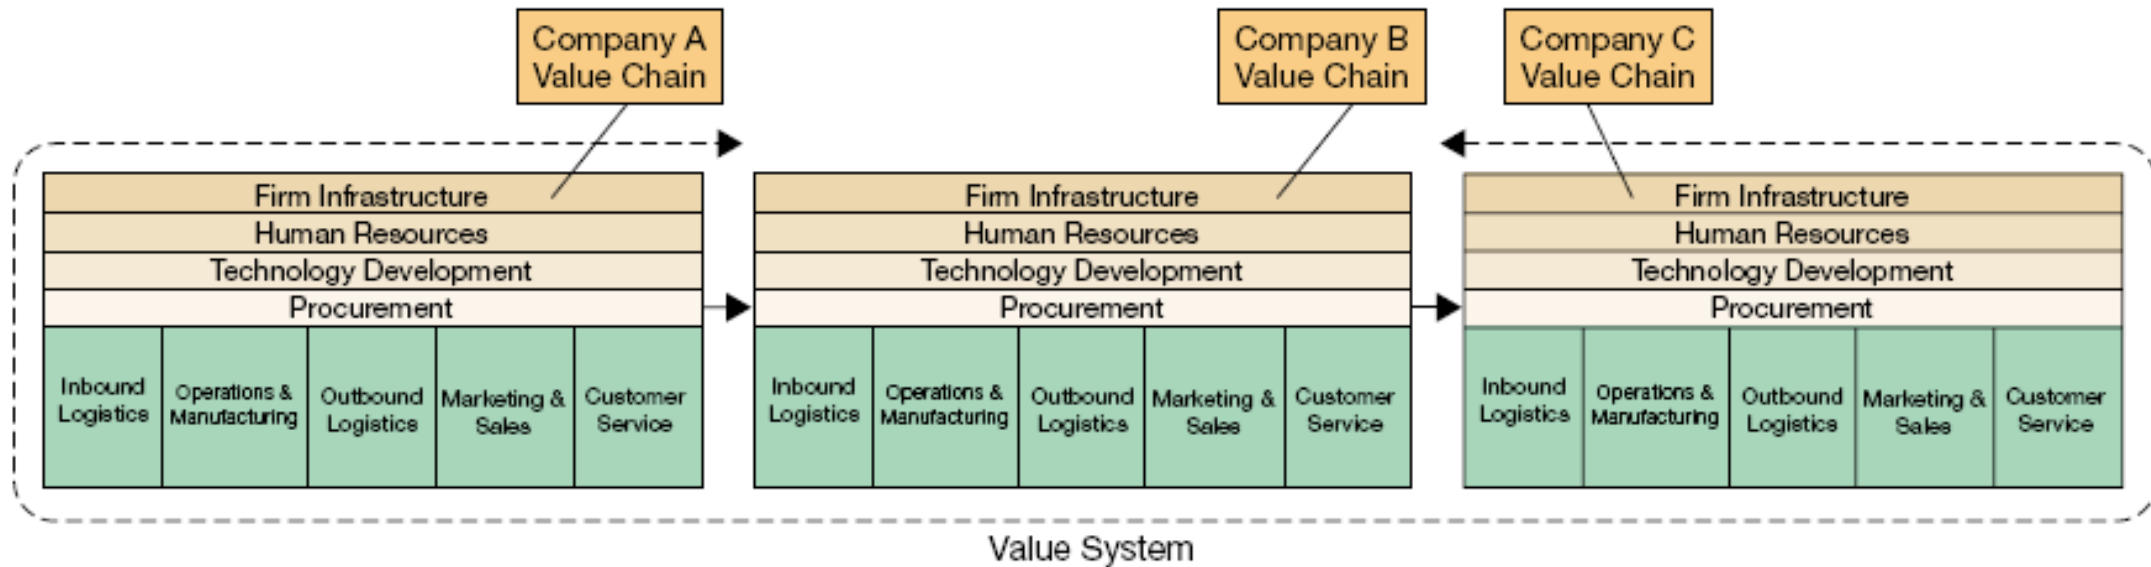 Company A
Value Chain
Company B
Value Chain
Company C
Value Chain
Firm Infrastructure
Human Resources
Technology Development
Procurement
Inbound
Logistics
Operations &
Manufacturing
Outbound
Logistics
Marketing &
Sales
Customer
Service
Firm Infrastructure
Human Resources
Technology Development
Procurement
Inbound
Logistics
Operations &
Manufacturing
Outbound
Logistics
Marketing &
Sales
Customer
Service
Firm Infrastructure
Human Resources
Technology Development
Procurement
Inbound
Logistics
Operations &
Manufacturing
Outbound
Logistics
Marketing &
Sales
Customer
Service
Value System